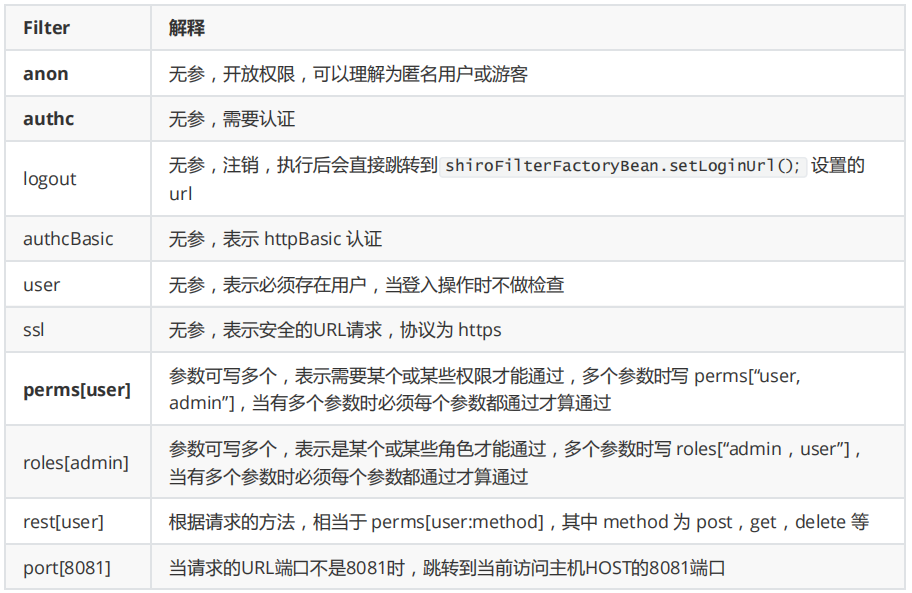 Filter 解释
anon 无参，开放权限，可以理解为匿名用户或游客
authc 无参，需要认证
logout 无参，注销，执行后会直接跳转到 shiroFilterFactoryBean.setLoginUrl(); 设置的
url
authcBasic 无参，表示 httpBasic 认证
user 无参，表示必须存在用户，当登入操作时不做检查
ssl 无参，表示安全的URL请求，协议为 https
perms[user] 参数可写多个，表示需要某个或某些权限才能通过，多个参数时写 perms[“user,
admin”]，当有多个参数时必须每个参数都通过才算通过
roles[admin] 参数可写多个，表示是某个或某些角色才能通过，多个参数时写 roles[“admin，user”]，
当有多个参数时必须每个参数都通过才算通过
rest[user] 根据请求的方法，相当于 perms[user:method]，其中 method 为 post，get，delete 等
port[8081] 当请求的URL端口不是8081时，跳转到当前访问主机HOST的8081端口